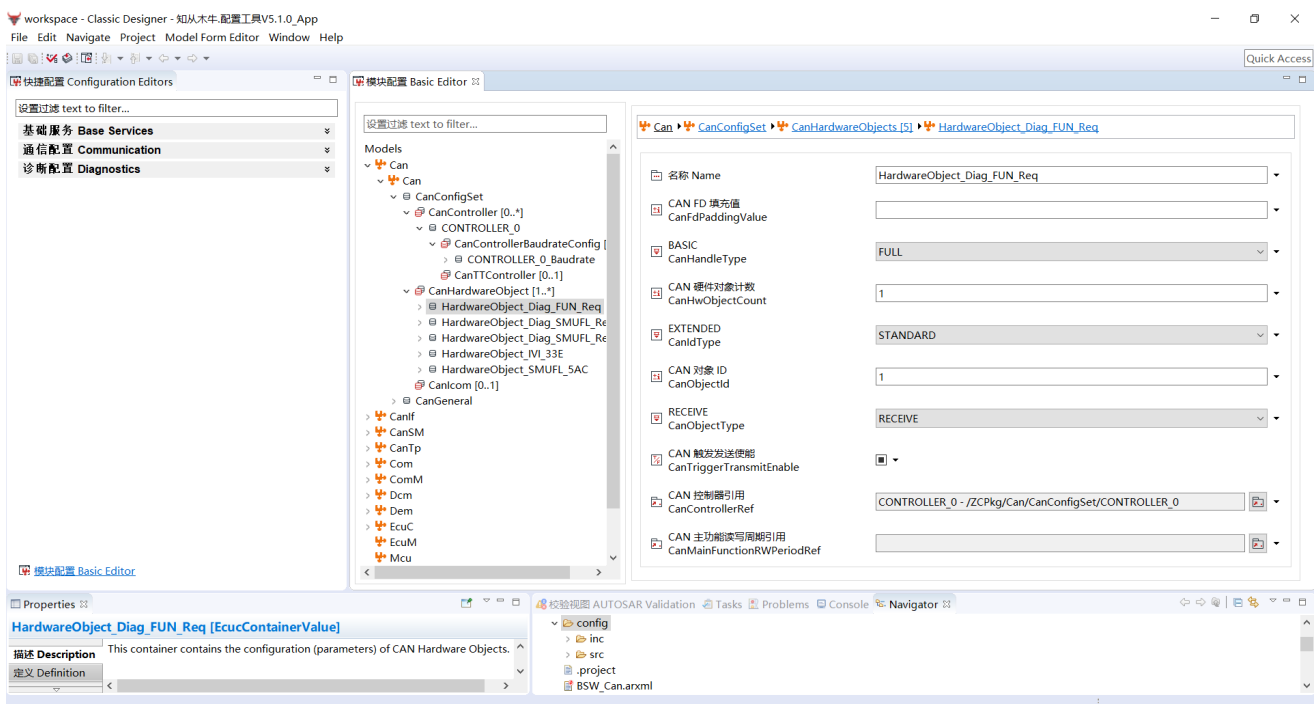 workspace - Classic Designer - 知从木牛.配置工具V5.1.0_App
File Edit Navigate Project Model Form Editor Window Help
Quick Access
快捷配置 Configuration Editors
设置过滤 text to filter...
基础服务 Base Services
通信配置 Communication
诊断配置 Diagnostics
模块配置 Basic Editor
模块配置 Basic Editor
设置过滤 text to filter...
Models
Can
Can
CanConfigSet
CanController [0..*]
CONTROLLER_0
CanControllerBaudrateConfig [
CONTROLLER_0_Baudrate
CanTTController [0..1]
CanHardwareObject [1..*]
HardwareObject_Diag_FUN_Req
HardwareObject_Diag_SMUFL_Re
HardwareObject_Diag_SMUFL_Re
HardwareObject_IVI_33E
HardwareObject_SMUFL_5AC
CanIcom [0..1]
CanGeneral
CanIf
CanSM
CanTp
Com
ComM
Dcm
Dem
EcuC
EcuM
Mcu
Can CanConfigSet CanHardwareObjects [5] HardwareObject_Diag_FUN_Req
名称 Name
HardwareObject_Diag_FUN_Req
CAN FD 填充值
CanFdPaddingValue
BASIC
CanHandleType
FULL
CAN 硬件对象计数
CanHwObjectCount
1
EXTENDED
CanIdType
STANDARD
CAN 对象 ID
CanObjectId
1
RECEIVE
CanObjectType
RECEIVE
CAN 触发发送使能
CanTriggerTransmitEnable
CAN 控制器引用
CanControllerRef
CONTROLLER_0 - /ZCPkg/Can/CanConfigSet/CONTROLLER_0
CAN 主功能读写周期引用
CanMainFunctionRWPeriodRef
Properties
HardwareObject_Diag_FUN_Req [EcucContainerValue]
描述 Description
This container contains the configuration (parameters) of CAN Hardware Objects.
定义 Definition
校验视图 AUTOSAR Validation Tasks Problems Console Navigator
config
inc
src
.project
BSW_Can.arxml